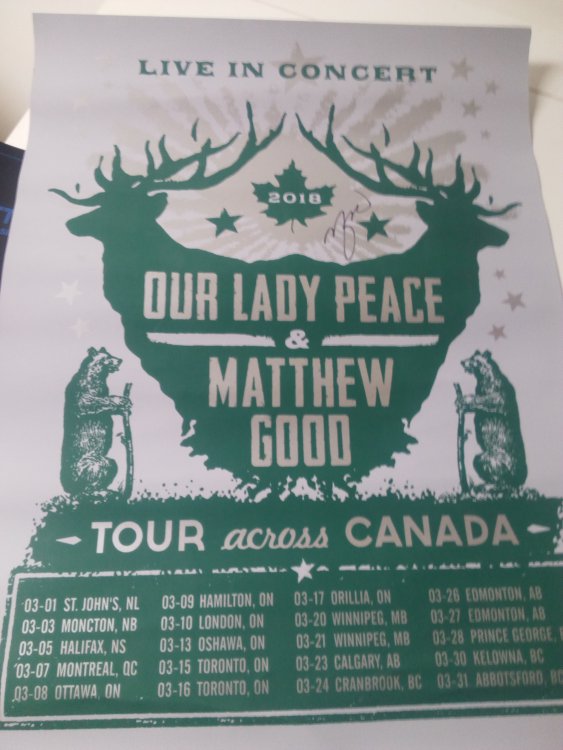 LIVE IN CONCERT
2018
OUR LADY PEACE
&
MATTHEW
GOOD
TOUR across CANADA
03-01 ST. JOHN'S, NL
03-03 MONCTON, NB
03-05 HALIFAX, NS
03-07 MONTREAL, QC
03-08 OTTAWA, ON
03-09 HAMILTON, ON
03-10 LONDON, ON
03-13 OSHAWA, ON
03-15 TORONTO, ON
03-16 TORONTO, ON
03-17 ORILLIA, ON
03-20 WINNIPEG, MB
03-21 WINNIPEG, MB
03-23 CALGARY, AB
03-24 CRANBROOK, BC
03-26 EDMONTON, AB
03-27 EDMONTON, AB
03-28 PRINCE GEORGE,
03-30 KELOWNA, BC
03-31 ABBOTSFORD, BC